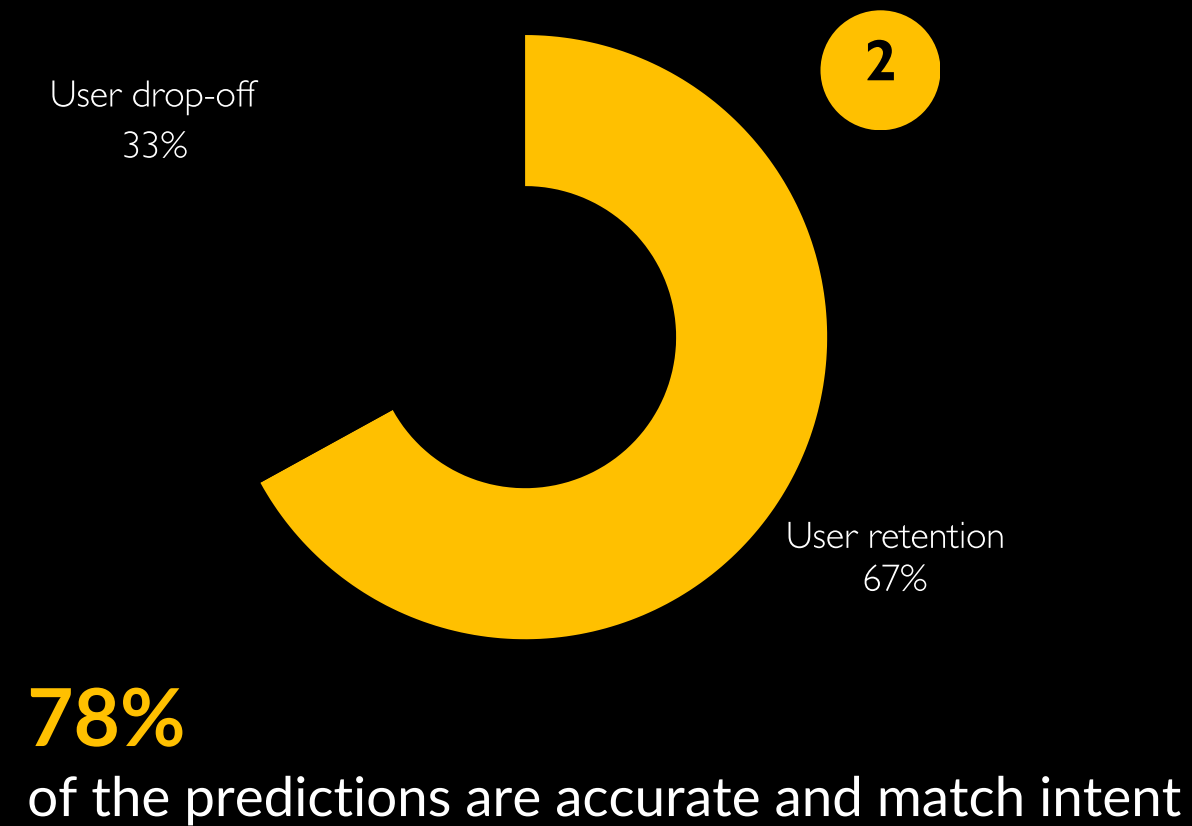 2
User drop-off
33%
User retention
67%
78%
of the predictions are accurate and match intent